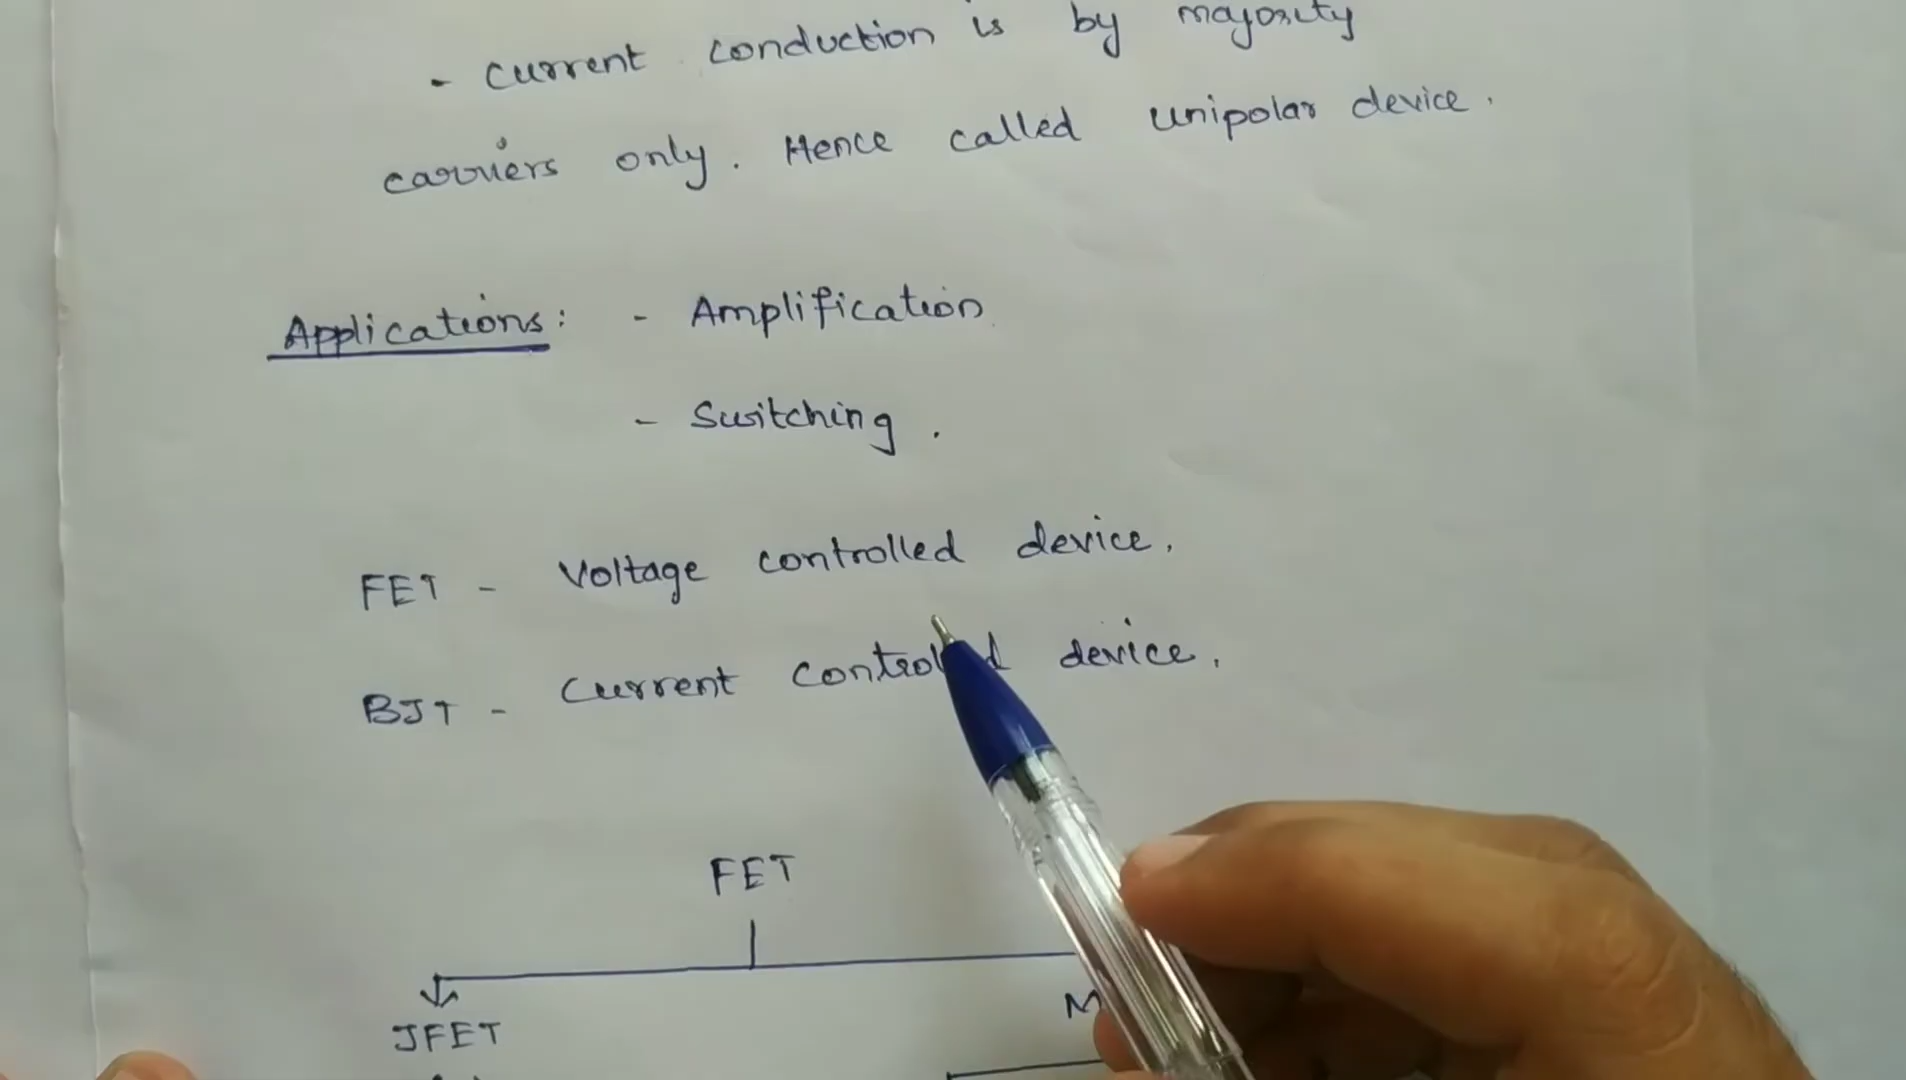 - current conduction is by majority
carriers only. Hence called unipolar device.
Applications: - Amplification
- Switching.
FET - Voltage controlled device.
BJT - Current controlled device.
FET
JFET